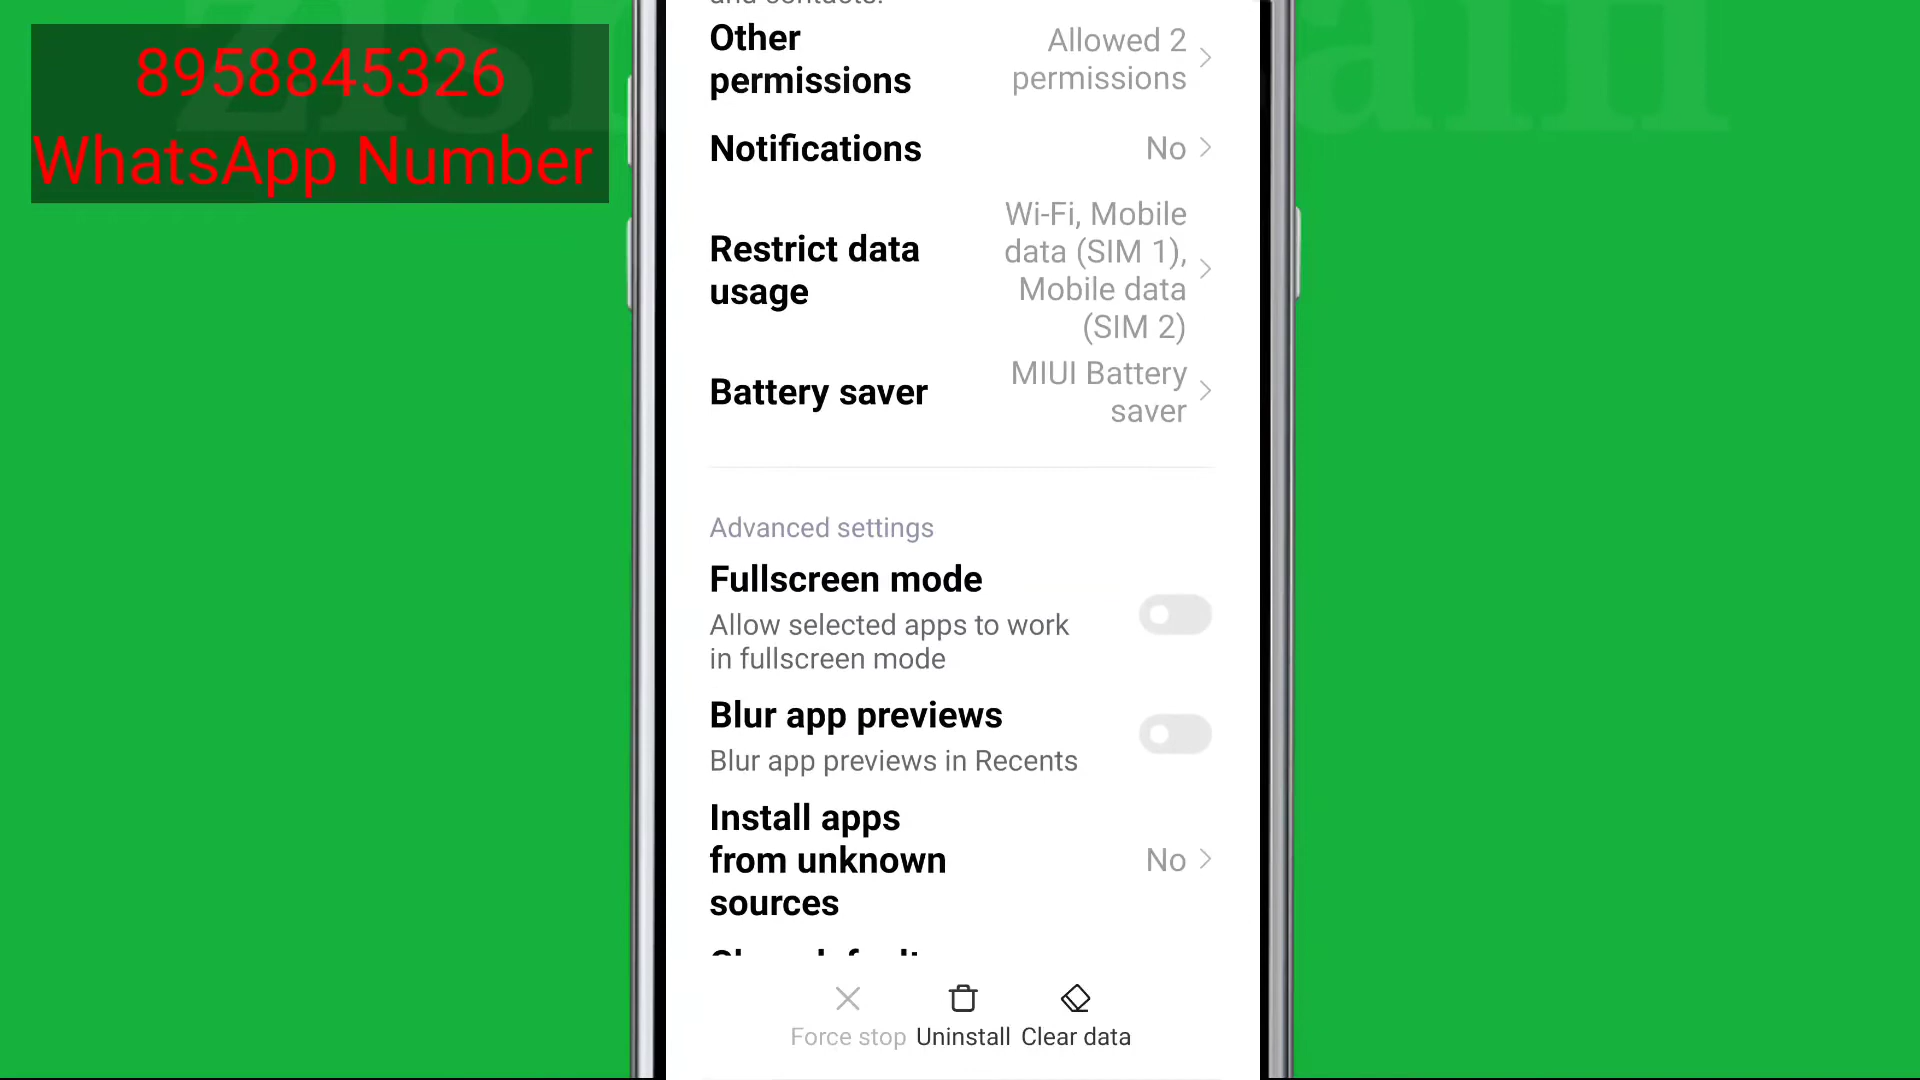 8958845326
WhatsApp Number
and contacts.
Other
permissions
Allowed 2
permissions
Notifications
No
Restrict data
usage
Wi-Fi, Mobile
data (SIM 1),
Mobile data
(SIM 2)
Battery saver
MIUI Battery
saver
Advanced settings
Fullscreen mode
Allow selected apps to work
in fullscreen mode
Blur app previews
Blur app previews in Recents
Install apps
from unknown
sources
No
Force stop
Uninstall
Clear data